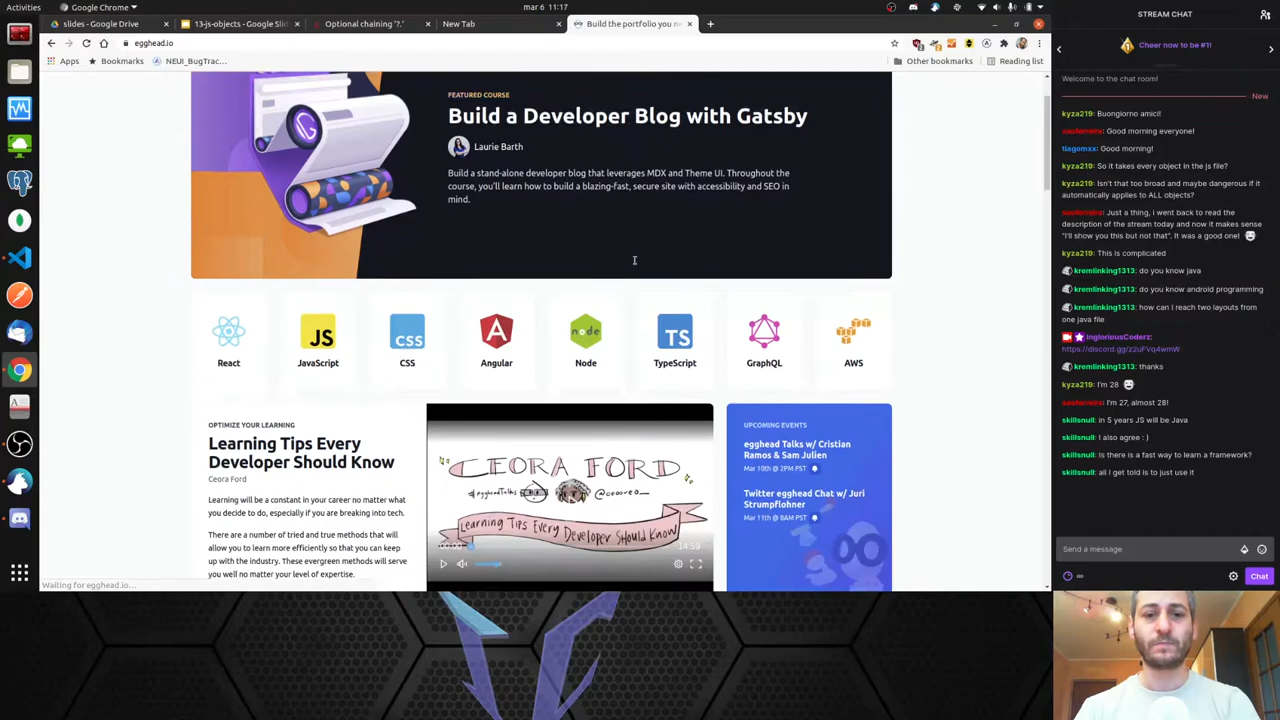 Activities
Google Chrome
mar 6 11:17
slides - Google Drive
13-js-objects - Google Slid
Optional chaining "?."
New Tab
Build the portfolio you ne
egghead.io
Apps
Bookmarks
NEUI_BugTrac...
Other bookmarks
Reading list
FEATURED COURSE
Build a Developer Blog with Gatsby
Laurie Barth
Build a stand-alone developer blog that leverages MDX and Theme UI. Throughout the
course, you'll learn how to build a blazing-fast, secure site with accessibility and SEO in
mind.
JS
CSS
node
TS
React
JavaScript
CSS
Angular
Node
TypeScript
GraphQL
AWS
OPTIMIZE YOUR LEARNING
Learning Tips Every
Developer Should Know
Ceora Ford
Learning will be a constant in your career no matter what
you decide to do, especially if you are breaking into tech.
There are a number of tried and true methods that will
allow you to learn more efficiently so that you can keep
up with the industry. These evergreen methods will serve
you well no matter your level of expertise.
CEORA FORD
#eggheadTalks
Learning Tips Every Developer Should Know
00:00
14:59
UPCOMING EVENTS
egghead Talks w/ Cristian
Ramos & Sam Julien
Mar 10th @ 2PM PST
Twitter egghead Chat w/ Juri
Strumpflohner
Mar 11th @ 8AM PST
Waiting for egghead.io...
STREAM CHAT
Cheer now to be #1!
Welcome to the chat room!
New
kyza219: Buongiorno amici!
Good morning everyone!
tiagomxx: Good morning!
kyza219: So it takes every object in the js file?
kyza219: Isn't that too broad and maybe dangerous if it
automatically applies to ALL objects?
Just a thing, I went back to read the
description of the stream today and now it makes sense
"I'll show you this but not that". It was a good one!
kyza219: This is complicated
kremlinking1313: do you know java
kremlinking1313: do you know android programming
kremlinking1313: how can I reach two layouts from
one java file
IngloriousCoderz:
https://discord.gg/z2uFVq4wmW
kremlinking1313: thanks
kyza219: I'm 28
I'm 27, almost 28!
skillsnull: in 5 years JS will be Java
skillsnull: I also agree : )
skillsnull: Is there is a fast way to learn a framework?
skillsnull: all I get told is to just use it
Send a message
∞
Chat